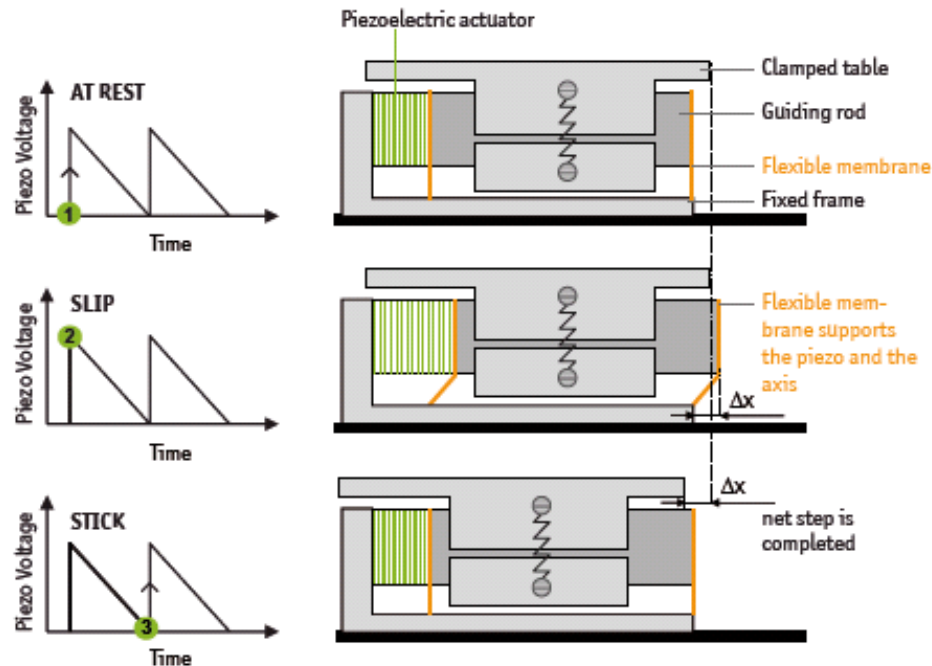 Piezoelectric actuator
AT REST
Piezo Voltage
1
Time
Clamped table
Guiding rod
Flexible membrane
Fixed frame
SLIP
Piezo Voltage
2
Time
Flexible mem-
brane supports
the piezo and the
axis
Δx
STICK
Piezo Voltage
3
Time
Δx
net step is
completed